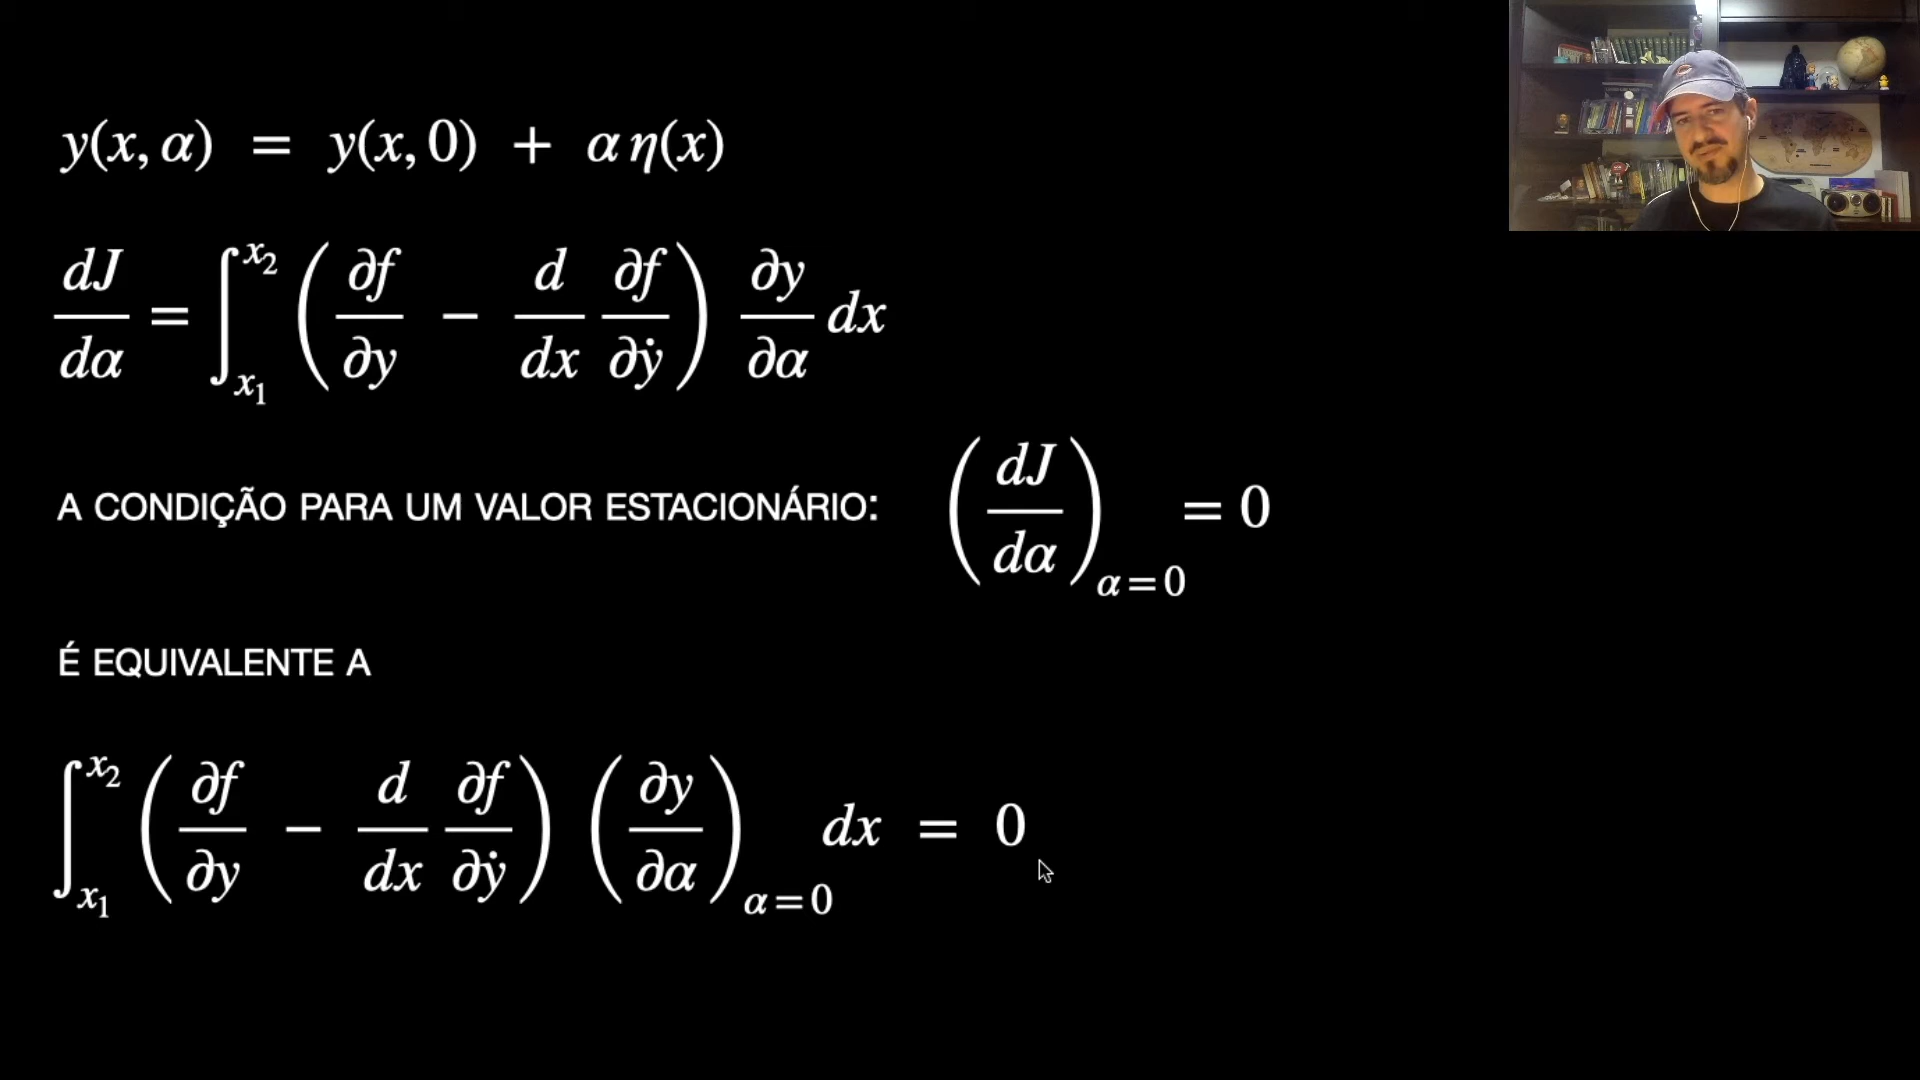 y(x, α) = y(x, 0) + α η(x)
dJ/dα = ∫_{x₁}^{x₂} ( ∂f/∂y − d/dx ∂f/∂ẏ ) ∂y/∂α dx
A CONDIÇÃO PARA UM VALOR ESTACIONÁRIO: ( dJ/dα )_{α=0} = 0
É EQUIVALENTE A
∫_{x₁}^{x₂} ( ∂f/∂y − d/dx ∂f/∂ẏ ) ( ∂y/∂α )_{α=0} dx = 0